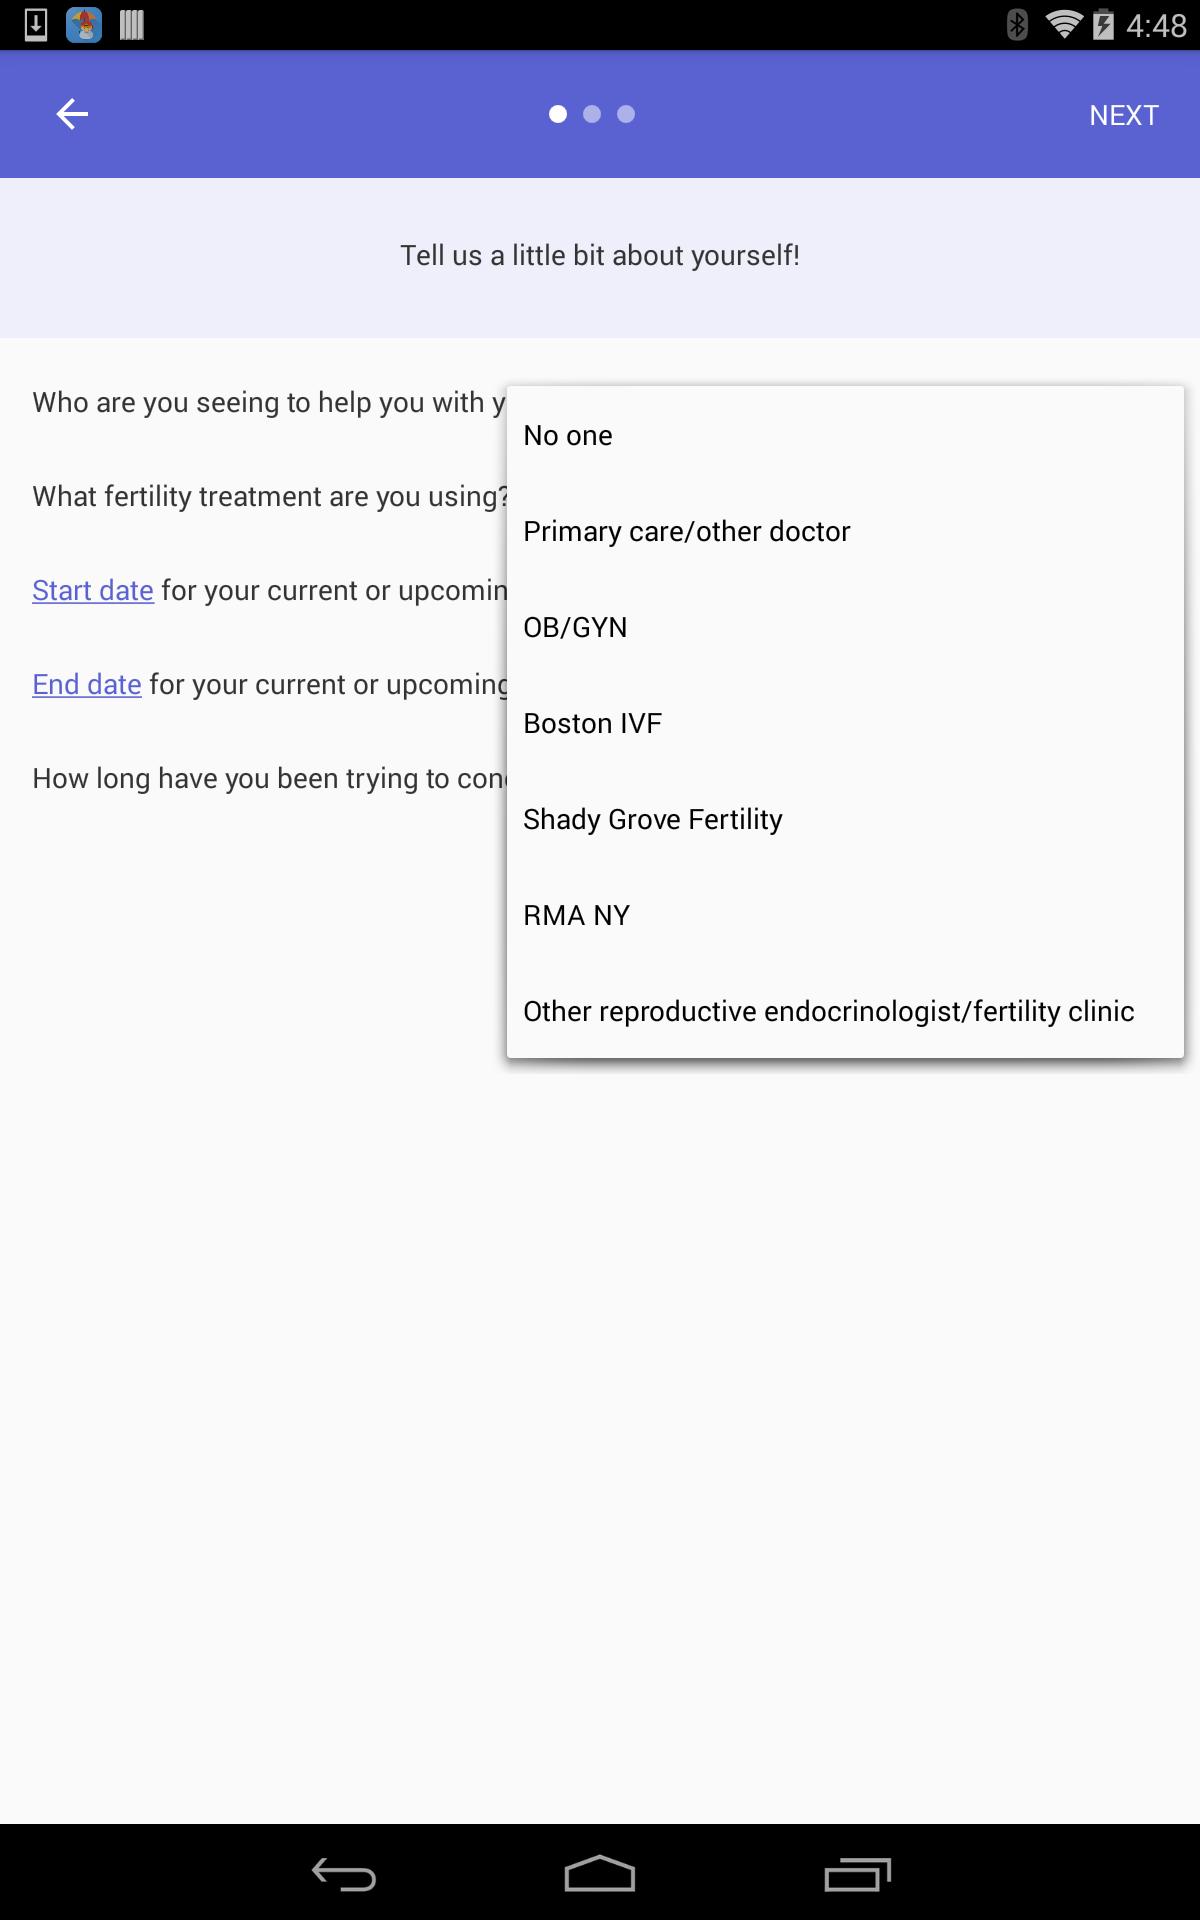 4:48
NEXT
Tell us a little bit about yourself!
Who are you seeing to help you with y
No one
What fertility treatment are you using?
Primary care/other doctor
Start date for your current or upcomin
OB/GYN
End date for your current or upcoming
Boston IVF
How long have you been trying to con
Shady Grove Fertility
RMA NY
Other reproductive endocrinologist/fertility clinic